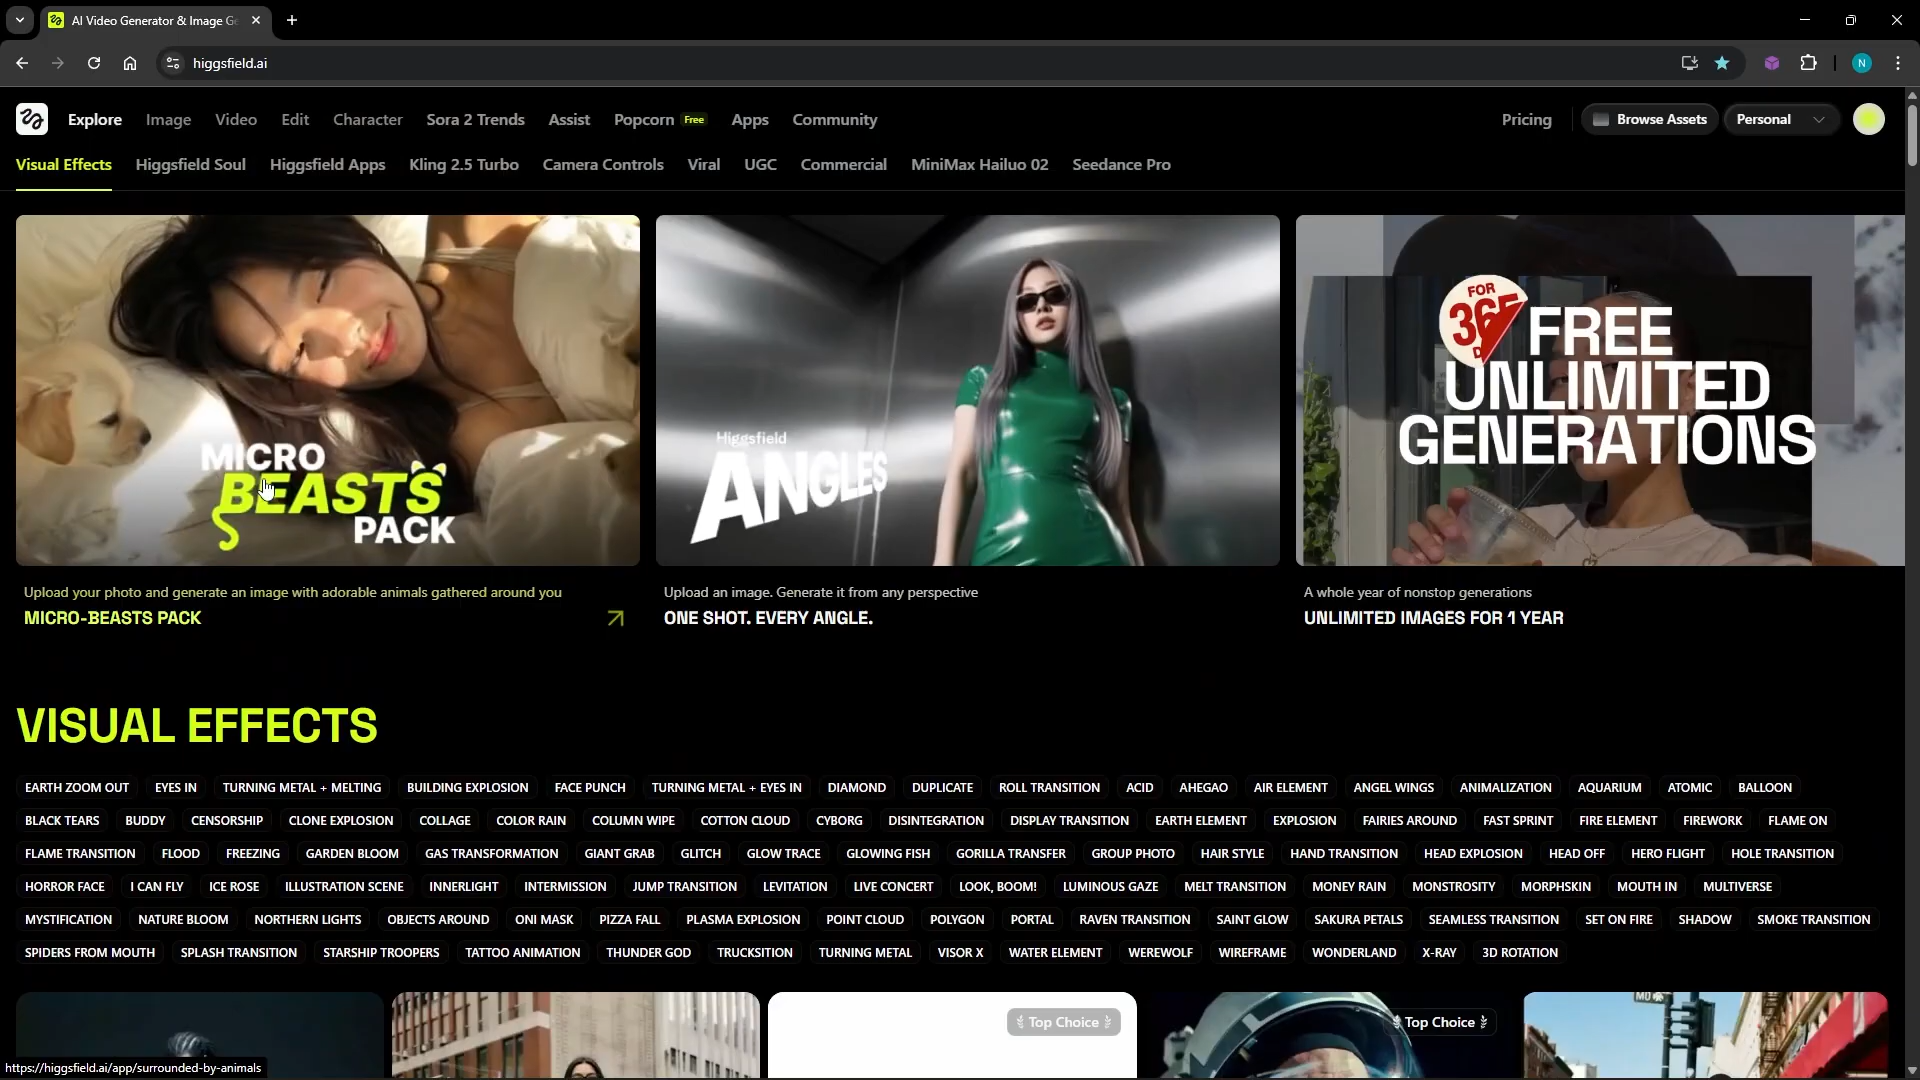 AI Video Generator & Image G
higgsfield.ai
N
Explore Image Video Edit Character Sora 2 Trends Assist Popcorn Free Apps Community
Pricing Browse Assets Personal
Visual Effects Higgsfield Soul Higgsfield Apps Kling 2.5 Turbo Camera Controls Viral UGC Commercial MiniMax Hailuo 02 Seedance Pro
MICRO
BEASTS
PACK
Higgsfield
ANGLES
FOR
365
D
FREE
UNLIMITED
GENERATIONS
Upload your photo and generate an image with adorable animals gathered around you
MICRO-BEASTS PACK
Upload an image. Generate it from any perspective
ONE SHOT. EVERY ANGLE.
A whole year of nonstop generations
UNLIMITED IMAGES FOR 1 YEAR
VISUAL EFFECTS
EARTH ZOOM OUT EYES IN TURNING METAL + MELTING BUILDING EXPLOSION FACE PUNCH TURNING METAL + EYES IN DIAMOND DUPLICATE ROLL TRANSITION ACID AHEGAO AIR ELEMENT ANGEL WINGS ANIMALIZATION AQUARIUM ATOMIC BALLOON
BLACK TEARS BUDDY CENSORSHIP CLONE EXPLOSION COLLAGE COLOR RAIN COLUMN WIPE COTTON CLOUD CYBORG DISINTEGRATION DISPLAY TRANSITION EARTH ELEMENT EXPLOSION FAIRIES AROUND FAST SPRINT FIRE ELEMENT FIREWORK FLAME ON
FLAME TRANSITION FLOOD FREEZING GARDEN BLOOM GAS TRANSFORMATION GIANT GRAB GLITCH GLOW TRACE GLOWING FISH GORILLA TRANSFER GROUP PHOTO HAIR STYLE HAND TRANSITION HEAD EXPLOSION HEAD OFF HERO FLIGHT HOLE TRANSITION
HORROR FACE I CAN FLY ICE ROSE ILLUSTRATION SCENE INNERLIGHT INTERMISSION JUMP TRANSITION LEVITATION LIVE CONCERT LOOK, BOOM! LUMINOUS GAZE MELT TRANSITION MONEY RAIN MONSTROSITY MORPHSKIN MOUTH IN MULTIVERSE
MYSTIFICATION NATURE BLOOM NORTHERN LIGHTS OBJECTS AROUND ONI MASK PIZZA FALL PLASMA EXPLOSION POINT CLOUD POLYGON PORTAL RAVEN TRANSITION SAINT GLOW SAKURA PETALS SEAMLESS TRANSITION SET ON FIRE SHADOW SMOKE TRANSITION
SPIDERS FROM MOUTH SPLASH TRANSITION STARSHIP TROOPERS TATTOO ANIMATION THUNDER GOD TRUCKSITION TURNING METAL VISOR X WATER ELEMENT WEREWOLF WIREFRAME WONDERLAND X-RAY 3D ROTATION
Top Choice
Top Choice
https://higgsfield.ai/app/surrounded-by-animals